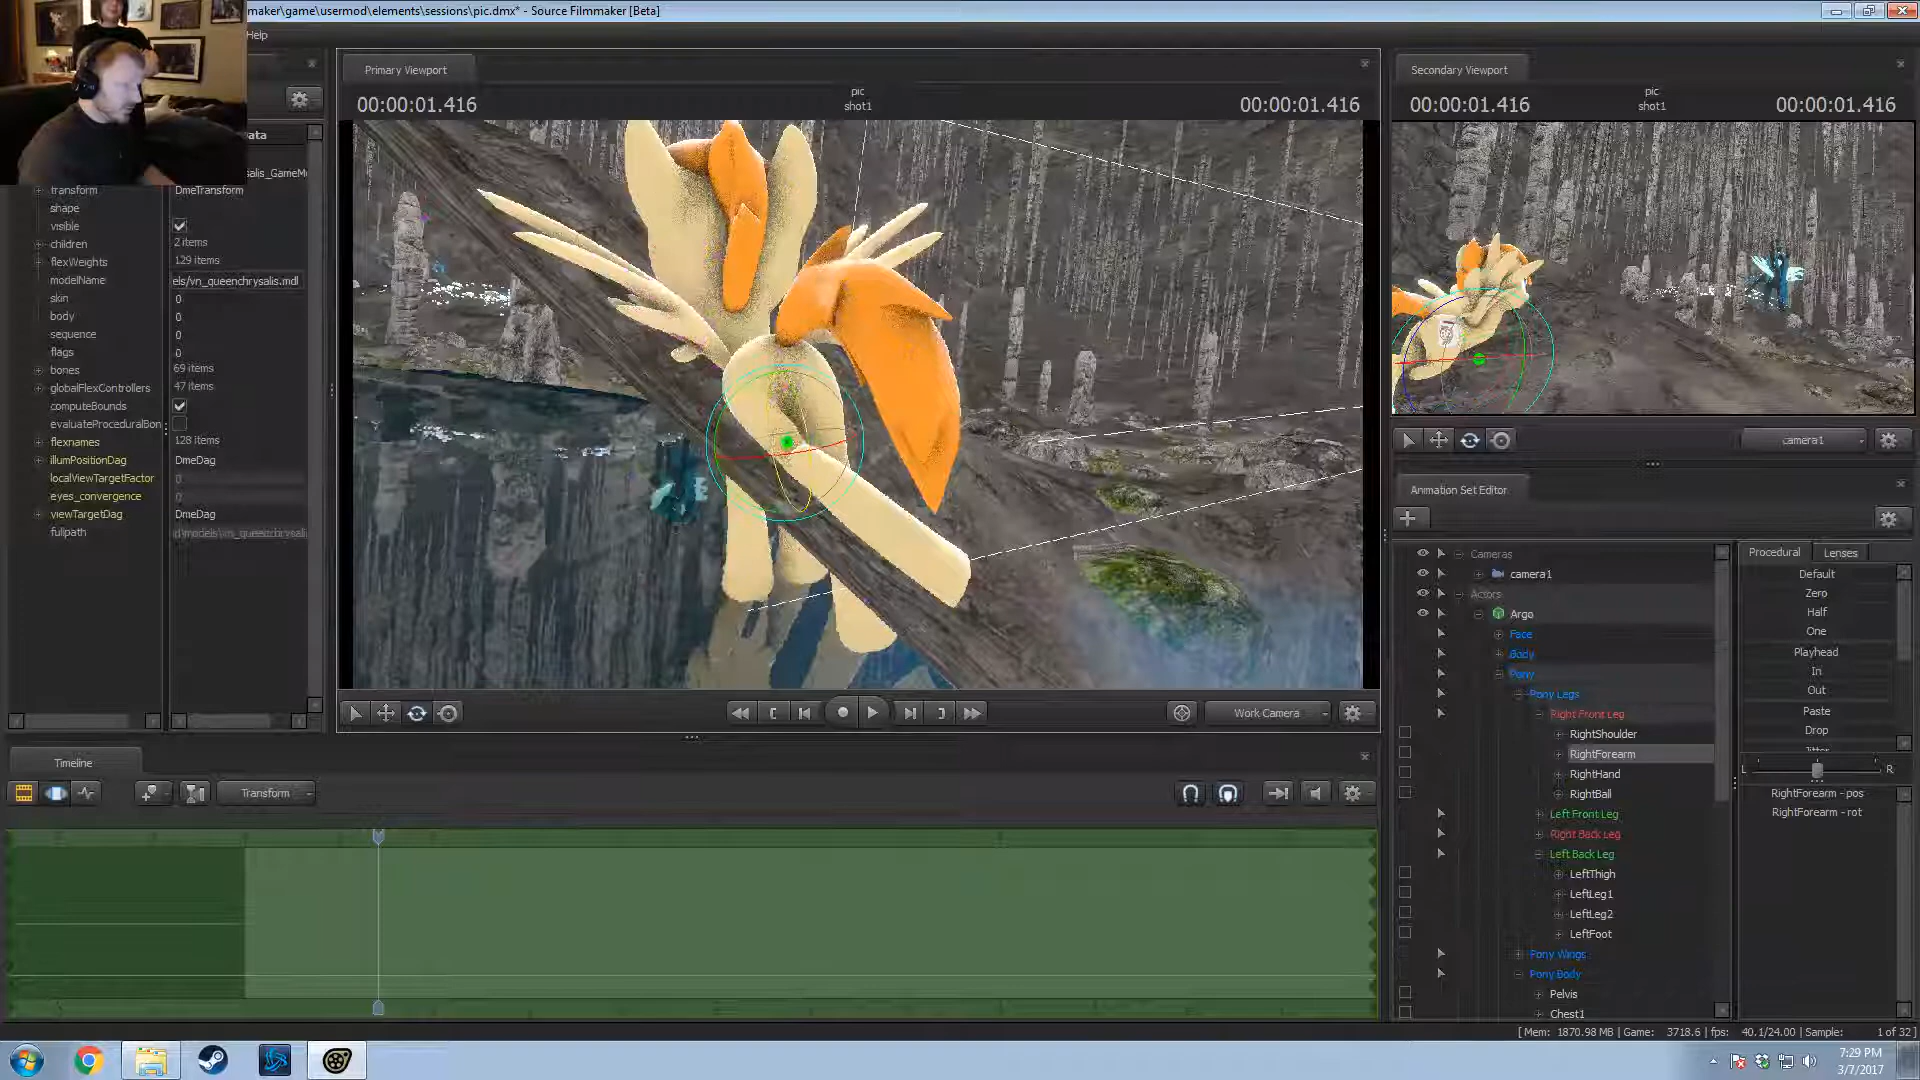 maker\game\usermod\elements\sessions\pic.dmx* - Source Filmmaker [Beta]
Help
Primary Viewport
00:00:01.416
pic
shot1
00:00:01.416
Secondary Viewport
00:00:01.416
pic
shot1
00:00:01.416
transform DmeTransform
shape
visible
children 2 items
flexWeights 129 items
modelName els/vn_queenchrysalis.mdl
skin 0
body 0
sequence 0
flags 0
bones 69 items
globalFlexControllers 47 items
computeBounds
evaluateProceduralBon
flexnames 128 items
illumPositionDag DmeDag
localViewTargetFactor 0
eyes_convergence 0
viewTargetDag DmeDag
fullpath
Work Camera
camera1
Animation Set Editor
Cameras
camera1
Actors
Argo
Face
Body
Pony
Pony Legs
Right Front Leg
RightShoulder
RightForearm
RightHand
RightBall
Left Front Leg
Right Back Leg
Left Back Leg
LeftThigh
LeftLeg1
LeftLeg2
LeftFoot
Pony Wings
Pony Body
Pelvis
Chest1
Procedural
Lenses
Default
Zero
Half
One
Playhead
In
Out
Paste
Drop
Jitter
L
R
RightForearm - pos
RightForearm - rot
Timeline
Transform
[ Mem: 1870.98 MB | Game: 3718.6 | fps: 40.1/24.00 | Sample: 1 of 32 ]
7:29 PM
3/7/2017